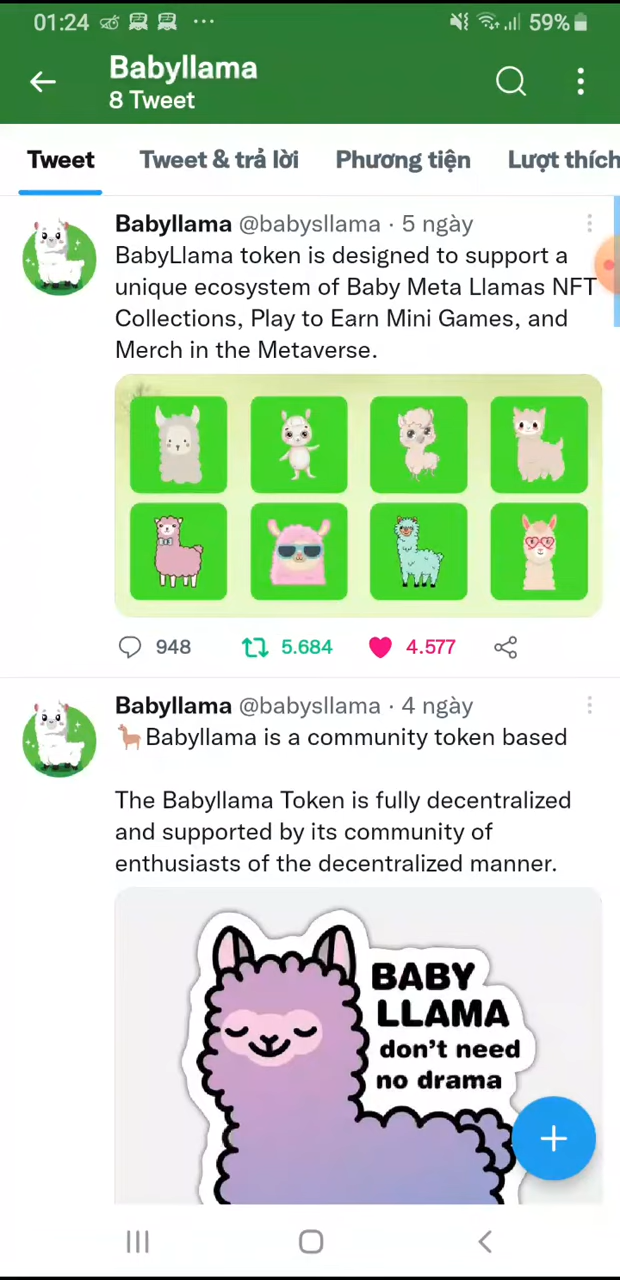 01:24
59%
Babyllama
8 Tweet
Tweet
Tweet & trả lời
Phương tiện
Lượt thích
Babyllama @babysllama · 5 ngày
BabyLlama token is designed to support a
unique ecosystem of Baby Meta Llamas NFT
Collections, Play to Earn Mini Games, and
Merch in the Metaverse.
948
5.684
4.577
Babyllama @babysllama · 4 ngày
🦙Babyllama is a community token based
The Babyllama Token is fully decentralized
and supported by its community of
enthusiasts of the decentralized manner.
BABY
LLAMA
don't need
no drama